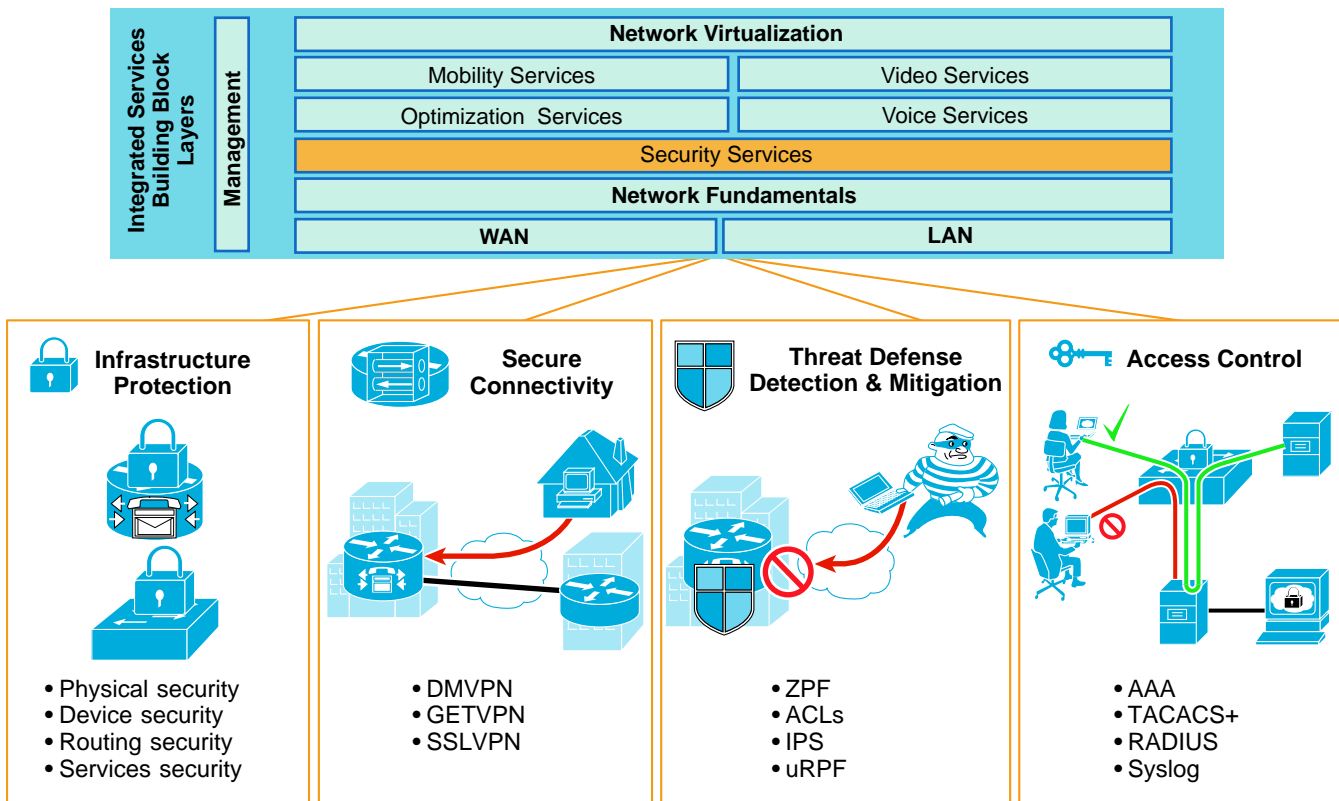 Integrated Services
Building Block
Layers
Management
Network Virtualization
Mobility Services
Video Services
Optimization Services
Voice Services
Security Services
Network Fundamentals
WAN
LAN
Infrastructure
Protection
• Physical security
• Device security
• Routing security
• Services security
Secure
Connectivity
• DMVPN
• GETVPN
• SSLVPN
Threat Defense
Detection & Mitigation
• ZPF
• ACLs
• IPS
• uRPF
Access Control
• AAA
• TACACS+
• RADIUS
• Syslog